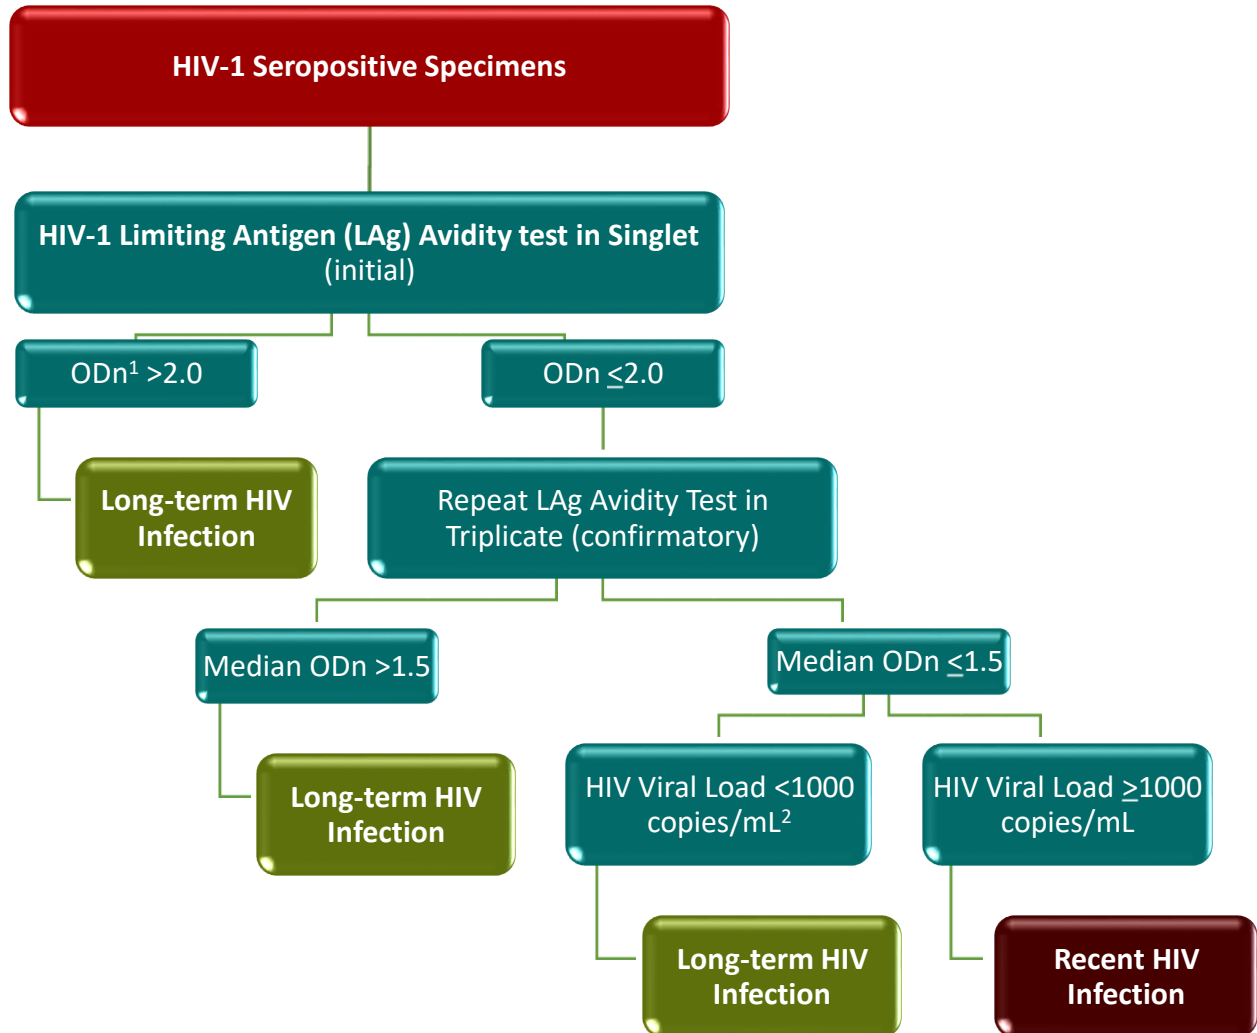 HIV-1 Seropositive Specimens
HIV-1 Limiting Antigen (LAg) Avidity test in Singlet
(initial)
ODn¹ >2.0
ODn ≤2.0
Long-term HIV
Infection
Repeat LAg Avidity Test in
Triplicate (confirmatory)
Median ODn >1.5
Median ODn ≤1.5
Long-term HIV
Infection
HIV Viral Load <1000
copies/mL²
HIV Viral Load ≥1000
copies/mL
Long-term HIV
Infection
Recent HIV
Infection